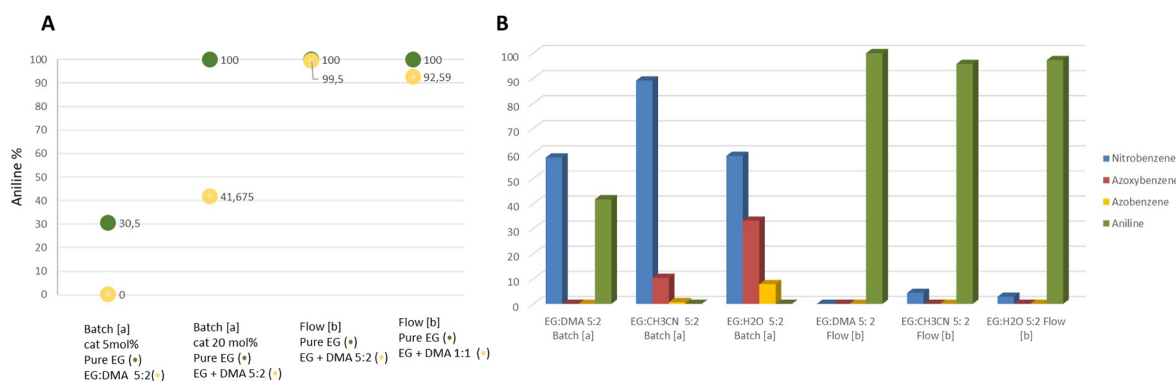 A
Aniline %
100
90
80
70
60
50
40
30
20
10
0
30,5
0
100
41,675
100
99,5
100
92,59
Batch [a]
cat 5mol%
Pure EG (•)
EG:DMA 5:2(•)
Batch [a]
cat 20 mol%
Pure EG (•)
EG + DMA 5:2 (•)
Flow [b]
Pure EG (•)
EG + DMA 5:2(•)
Flow [b]
Pure EG (•)
EG + DMA 1:1 (•)
B
100
90
80
70
60
50
40
30
20
10
0
EG:DMA 5:2
Batch [a]
EG:CH3CN 5:2
Batch [a]
EG:H2O 5:2
Batch [a]
EG:DMA 5: 2
Flow [b]
EG:CH3CN 5: 2
Flow [b]
EG:H2O 5:2 Flow
[b]
Nitrobenzene
Azoxybenzene
Azobenzene
Aniline